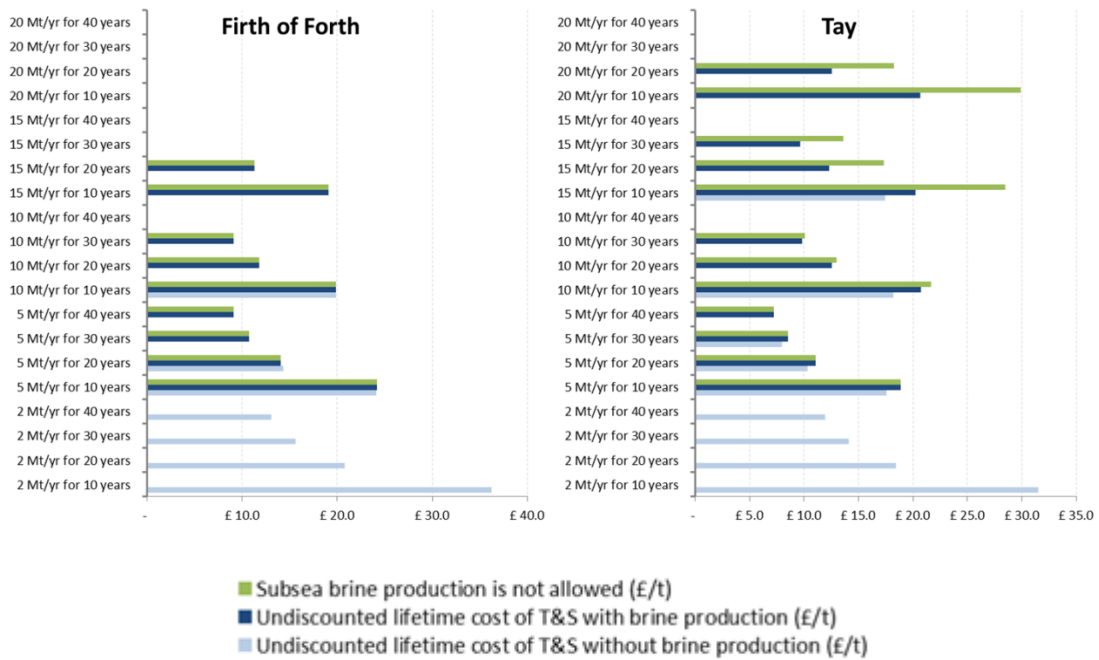 Firth of Forth
20 Mt/yr for 40 years
20 Mt/yr for 30 years
20 Mt/yr for 20 years
20 Mt/yr for 10 years
15 Mt/yr for 40 years
15 Mt/yr for 30 years
15 Mt/yr for 20 years
15 Mt/yr for 10 years
10 Mt/yr for 40 years
10 Mt/yr for 30 years
10 Mt/yr for 20 years
10 Mt/yr for 10 years
5 Mt/yr for 40 years
5 Mt/yr for 30 years
5 Mt/yr for 20 years
5 Mt/yr for 10 years
2 Mt/yr for 40 years
2 Mt/yr for 30 years
2 Mt/yr for 20 years
2 Mt/yr for 10 years
- £ 10.0 £ 20.0 £ 30.0 £ 40.0
Tay
20 Mt/yr for 40 years
20 Mt/yr for 30 years
20 Mt/yr for 20 years
20 Mt/yr for 10 years
15 Mt/yr for 40 years
15 Mt/yr for 30 years
15 Mt/yr for 20 years
15 Mt/yr for 10 years
10 Mt/yr for 40 years
10 Mt/yr for 30 years
10 Mt/yr for 20 years
10 Mt/yr for 10 years
5 Mt/yr for 40 years
5 Mt/yr for 30 years
5 Mt/yr for 20 years
5 Mt/yr for 10 years
2 Mt/yr for 40 years
2 Mt/yr for 30 years
2 Mt/yr for 20 years
2 Mt/yr for 10 years
- £ 5.0 £ 10.0 £ 15.0 £ 20.0 £ 25.0 £ 30.0 £ 35.0
Subsea brine production is not allowed (£/t)
Undiscounted lifetime cost of T&S with brine production (£/t)
Undiscounted lifetime cost of T&S without brine production (£/t)